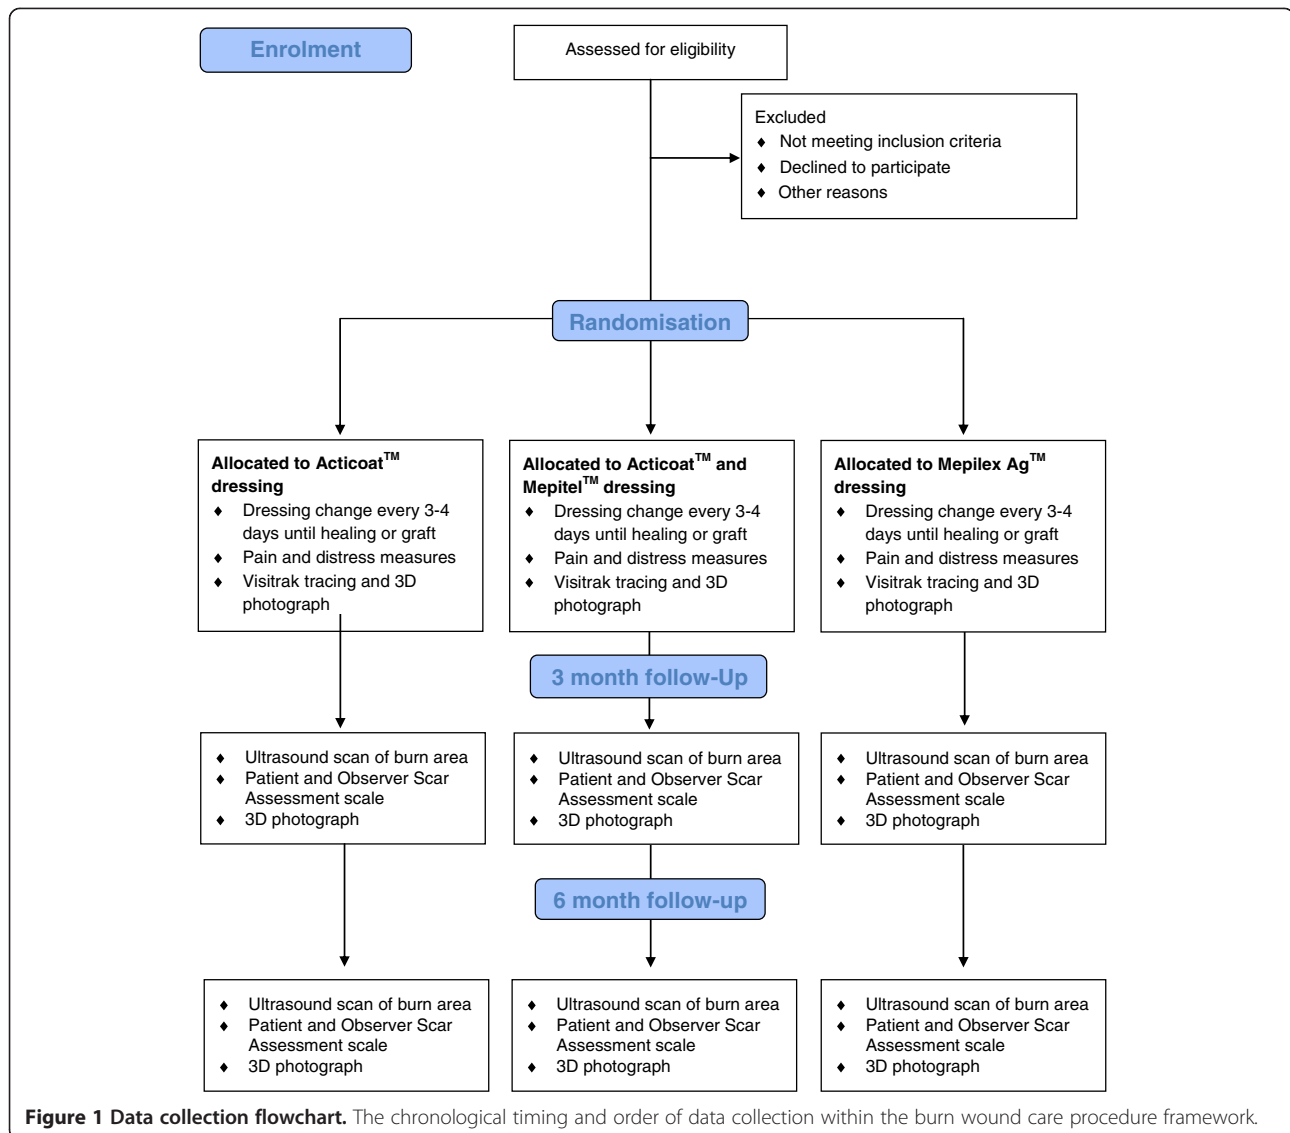 Enrolment
Assessed for eligibility
Excluded
♦ Not meeting inclusion criteria
♦ Declined to participate
♦ Other reasons
Randomisation
Allocated to Acticoat™
dressing
♦ Dressing change every 3-4
days until healing or graft
♦ Pain and distress measures
♦ Visitrak tracing and 3D
photograph
Allocated to Acticoat™ and
Mepitel™ dressing
♦ Dressing change every 3-4
days until healing or graft
♦ Pain and distress measures
♦ Visitrak tracing and 3D
photograph
Allocated to Mepilex Ag™
dressing
♦ Dressing change every 3-4
days until healing or graft
♦ Pain and distress measures
♦ Visitrak tracing and 3D
photograph
3 month follow-Up
♦ Ultrasound scan of burn area
♦ Patient and Observer Scar
Assessment scale
♦ 3D photograph
♦ Ultrasound scan of burn area
♦ Patient and Observer Scar
Assessment scale
♦ 3D photograph
♦ Ultrasound scan of burn area
♦ Patient and Observer Scar
Assessment scale
♦ 3D photograph
6 month follow-up
♦ Ultrasound scan of burn area
♦ Patient and Observer Scar
Assessment scale
♦ 3D photograph
♦ Ultrasound scan of burn area
♦ Patient and Observer Scar
Assessment scale
♦ 3D photograph
♦ Ultrasound scan of burn area
♦ Patient and Observer Scar
Assessment scale
♦ 3D photograph
Figure 1 Data collection flowchart. The chronological timing and order of data collection within the burn wound care procedure framework.